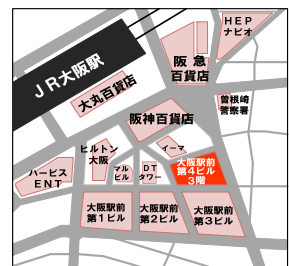 HEP
ナビオ
JR大阪駅
阪急
百貨店
大丸百貨店
曽根崎
警察署
阪神百貨店
イーマ
ヒルトン
大阪
マル
ビル
DT
タワー
大阪駅前
第4ビル
3階
ハービス
ENT
大阪駅前
第1ビル
大阪駅前
第2ビル
大阪駅前
第3ビル